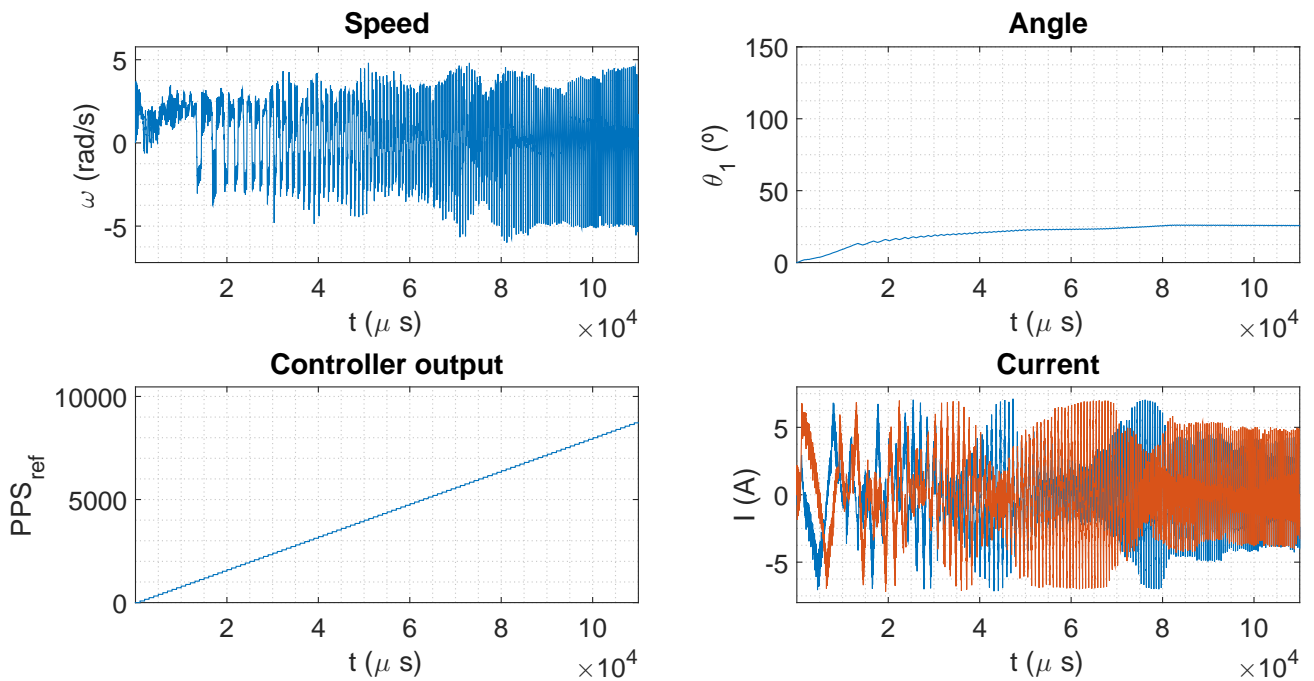 Speed
5
0
-5
ω (rad/s)
2 4 6 8 10
t (μ s)
×10^4
Angle
150
100
50
0
θ_1 (º)
2 4 6 8 10
t (μ s)
×10^4
Controller output
10000
5000
0
PPS_ref
2 4 6 8 10
t (μ s)
×10^4
Current
5
0
-5
I (A)
2 4 6 8 10
t (μ s)
×10^4